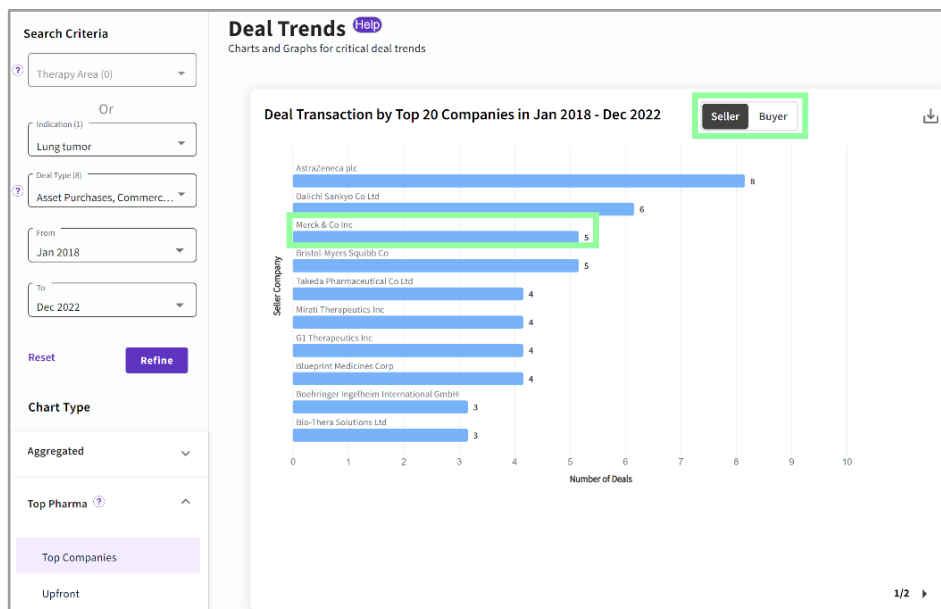 Search Criteria
?
Therapy Area (0)
Or
Indication (1)
Lung tumor
Deal Type (8)
?
Asset Purchases, Commerc...
From
Jan 2018
To
Dec 2022
Reset
Refine
Chart Type
Aggregated
Top Pharma ?
Top Companies
Upfront
Deal Trends Help
Charts and Graphs for critical deal trends
Deal Transaction by Top 20 Companies in Jan 2018 - Dec 2022
Seller Buyer
Seller Company
AstraZeneca plc
8
Daiichi Sankyo Co Ltd
6
Merck & Co Inc
5
Bristol-Myers Squibb Co
5
Takeda Pharmaceutical Co Ltd
4
Mirati Therapeutics Inc
4
G1 Therapeutics Inc
4
Blueprint Medicines Corp
4
Boehringer Ingelheim International GmbH
3
Bio-Thera Solutions Ltd
3
0 1 2 3 4 5 6 7 8 9 10
Number of Deals
1/2